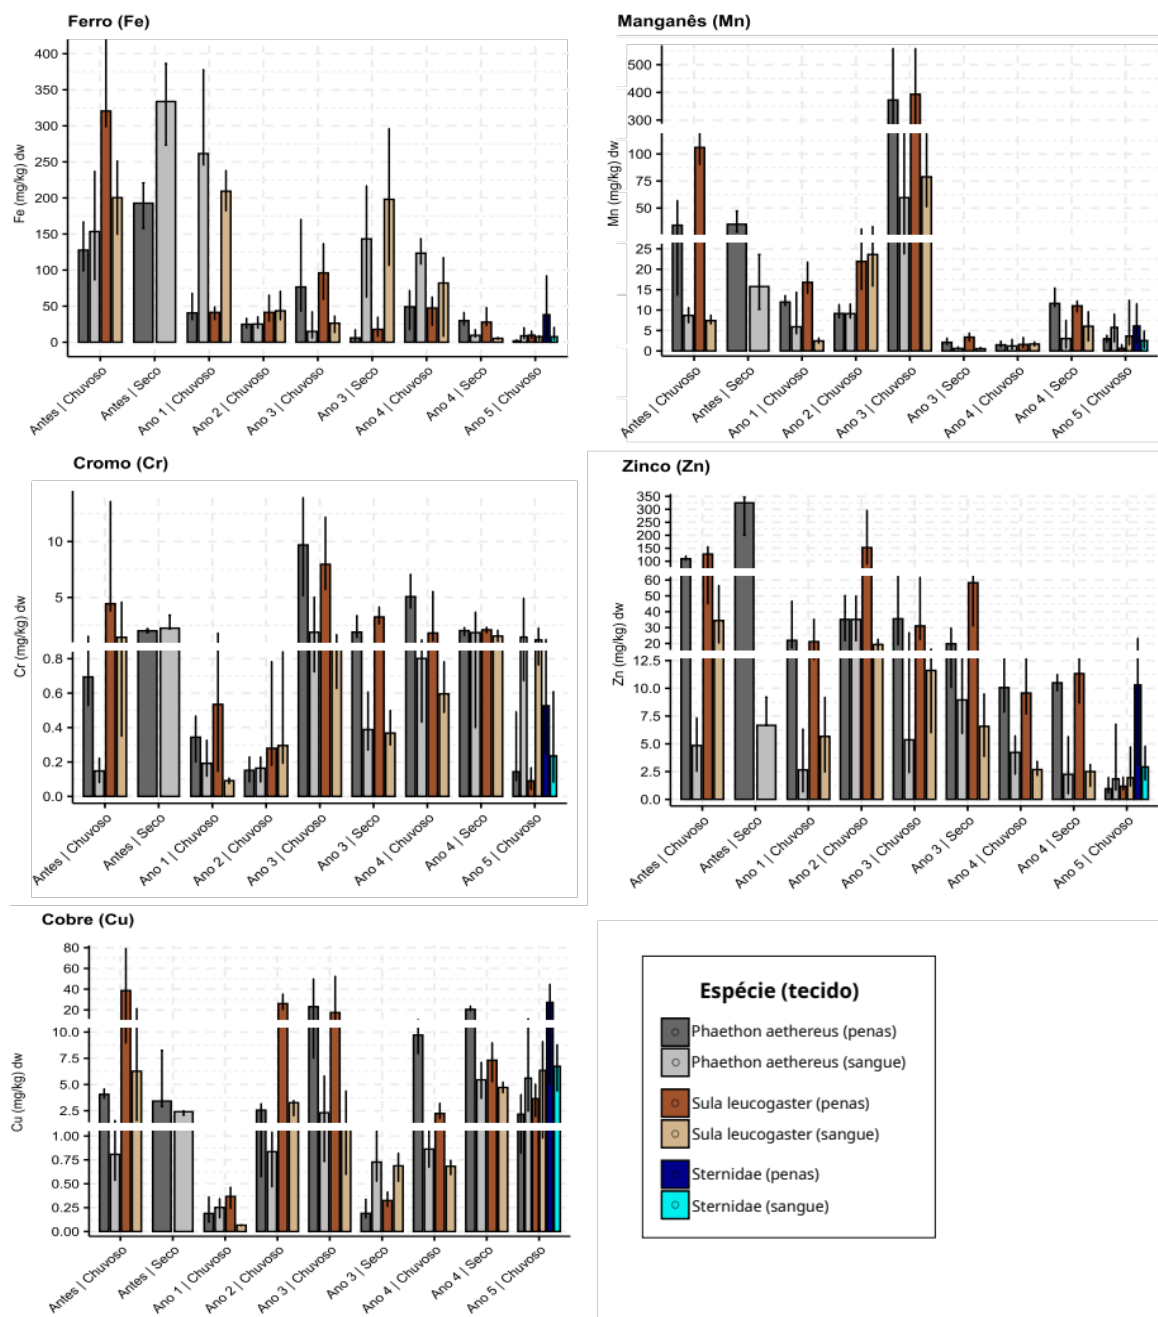 Ferro (Fe)
Fe (mg/kg) dw
400
350
300
250
200
150
100
50
0
Antes | Chuvoso
Antes | Seco
Ano 1 | Chuvoso
Ano 2 | Chuvoso
Ano 3 | Chuvoso
Ano 3 | Seco
Ano 4 | Chuvoso
Ano 4 | Seco
Ano 5 | Chuvoso
Manganês (Mn)
Mn (mg/kg) dw
500
400
300
100
75
50
25
20
15
10
5
0
Antes | Chuvoso
Antes | Seco
Ano 1 | Chuvoso
Ano 2 | Chuvoso
Ano 3 | Chuvoso
Ano 3 | Seco
Ano 4 | Chuvoso
Ano 4 | Seco
Ano 5 | Chuvoso
Cromo (Cr)
Cr (mg/kg) dw
10
5
0.8
0.6
0.4
0.2
0.0
Antes | Chuvoso
Antes | Seco
Ano 1 | Chuvoso
Ano 2 | Chuvoso
Ano 3 | Chuvoso
Ano 3 | Seco
Ano 4 | Chuvoso
Ano 4 | Seco
Ano 5 | Chuvoso
Zinco (Zn)
Zn (mg/kg) dw
350
300
250
200
150
100
60
50
40
30
20
12.5
10.0
7.5
5.0
2.5
0.0
Antes | Chuvoso
Antes | Seco
Ano 1 | Chuvoso
Ano 2 | Chuvoso
Ano 3 | Chuvoso
Ano 3 | Seco
Ano 4 | Chuvoso
Ano 4 | Seco
Ano 5 | Chuvoso
Cobre (Cu)
Cu (mg/kg) dw
80
60
40
20
10.0
7.5
5.0
2.5
1.00
0.75
0.50
0.25
0.00
Antes | Chuvoso
Antes | Seco
Ano 1 | Chuvoso
Ano 2 | Chuvoso
Ano 3 | Chuvoso
Ano 3 | Seco
Ano 4 | Chuvoso
Ano 4 | Seco
Ano 5 | Chuvoso
Espécie (tecido)
Phaethon aethereus (penas)
Phaethon aethereus (sangue)
Sula leucogaster (penas)
Sula leucogaster (sangue)
Sternidae (penas)
Sternidae (sangue)